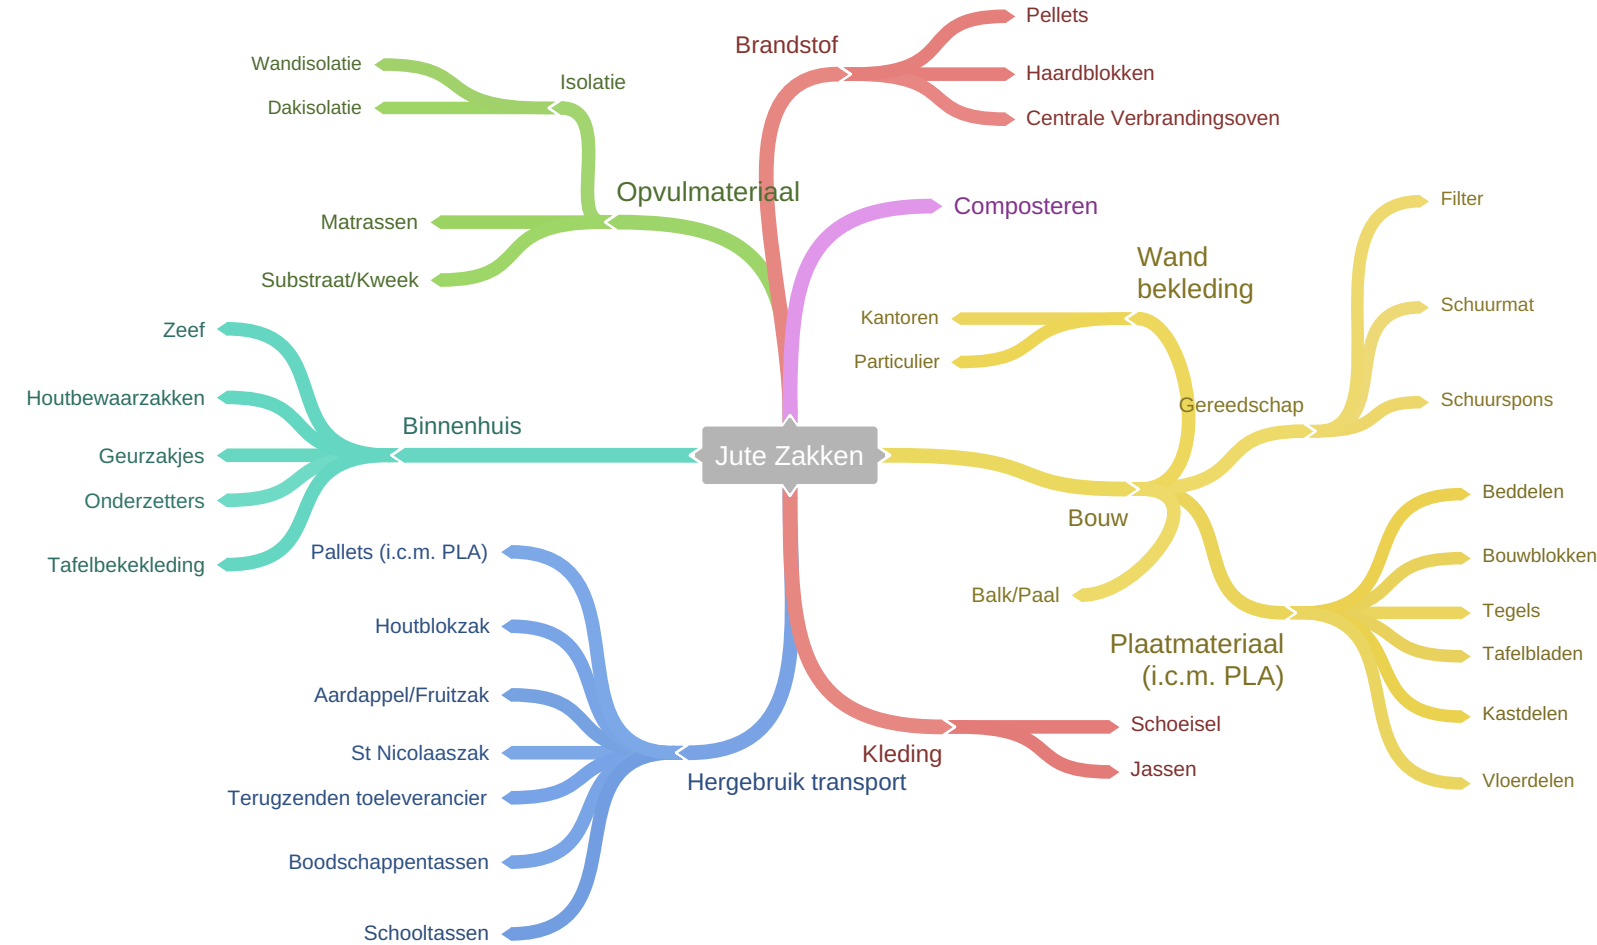 Jute Zakken
Brandstof
Pellets
Haardblokken
Centrale Verbrandingsoven
Composteren
Opvulmateriaal
Isolatie
Wandisolatie
Dakisolatie
Matrassen
Substraat/Kweek
Binnenhuis
Zeef
Houtbewaarzakken
Geurzakjes
Onderzetters
Tafelbekekleding
Bouw
Wand
bekleding
Kantoren
Particulier
Gereedschap
Filter
Schuurmat
Schuurspons
Balk/Paal
Plaatmateriaal
(i.c.m. PLA)
Beddelen
Bouwblokken
Tegels
Tafelbladen
Kastdelen
Vloerdelen
Hergebruik transport
Pallets (i.c.m. PLA)
Houtblokzak
Aardappel/Fruitzak
St Nicolaaszak
Terugzenden toeleverancier
Boodschappentassen
Schooltassen
Kleding
Schoeisel
Jassen